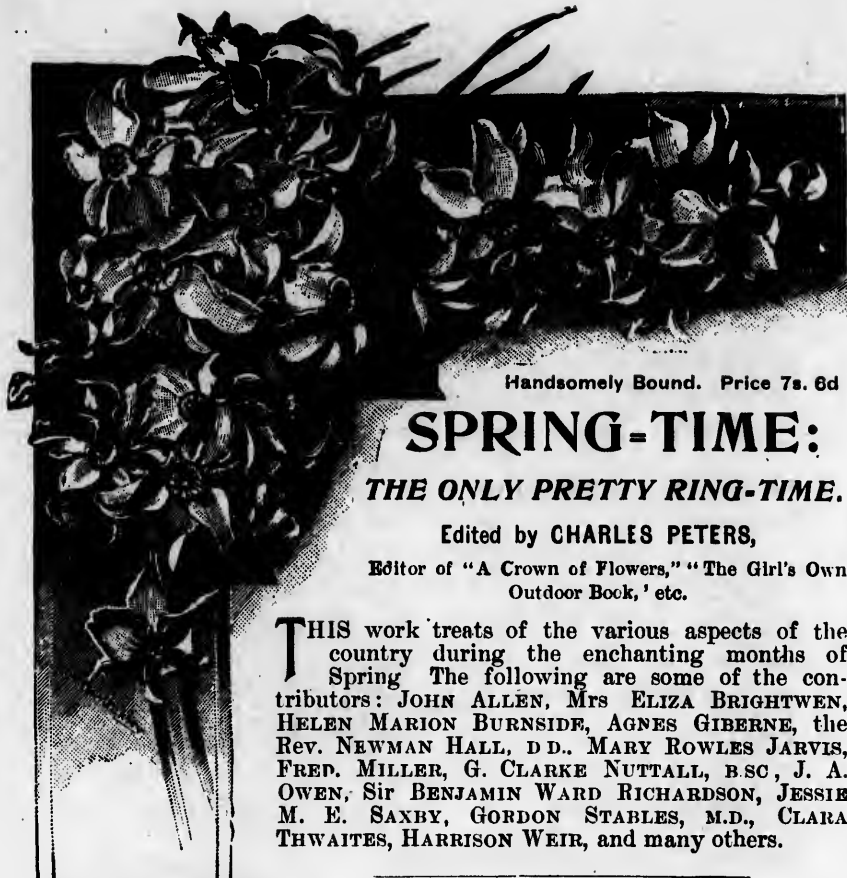 Handsomely Bound. Price 7s. 6d
SPRING=TIME:
THE ONLY PRETTY RING-TIME.
Edited by CHARLES PETERS,
Editor of "A Crown of Flowers," "The Girl's Own
Outdoor Book,' etc.
THIS work treats of the various aspects of the
country during the enchanting months of
Spring The following are some of the con-
tributors: JOHN ALLEN, Mrs ELIZA BRIGHTWEN,
HELEN MARION BURNSIDE, AGNES GIBERNE, the
Rev. NEWMAN HALL, D D.. MARY ROWLES JARVIS,
FRED. MILLER, G. CLARKE NUTTALL, B.SC, J. A.
OWEN, Sir BENJAMIN WARD RICHARDSON, JESSIE
M. E. SAXBY, GORDON STABLES, M.D., CLARA
THWAITES, HARRISON WEIR, and many others.